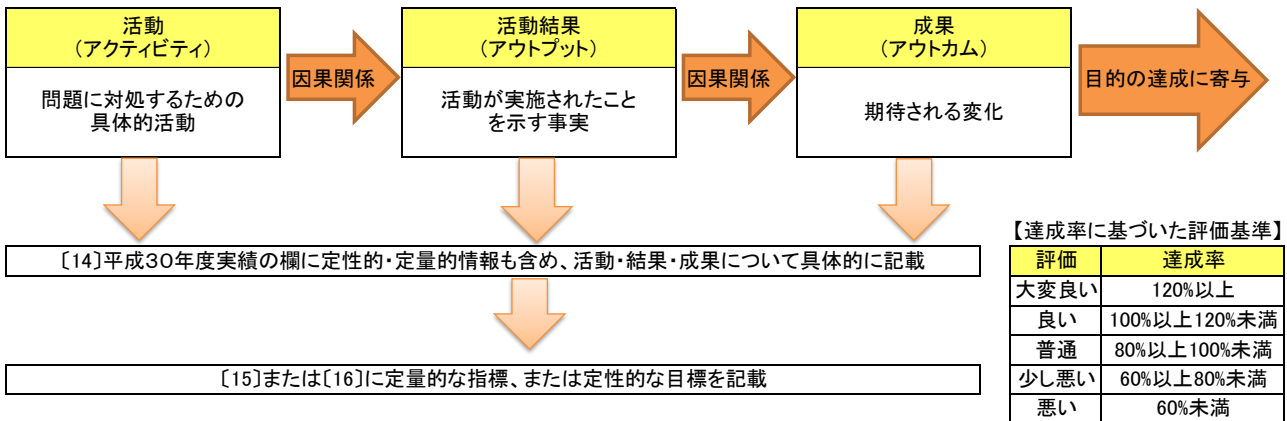 活動
（アクティビティ）
問題に対処するための
具体的活動
因果関係
活動結果
（アウトプット）
活動が実施されたこと
を示す事実
因果関係
成果
（アウトカム）
期待される変化
目的の達成に寄与
〔14〕平成３０年度実績の欄に定性的・定量的情報も含め、活動・結果・成果について具体的に記載
〔15〕または〔16〕に定量的な指標、または定性的な目標を記載
【達成率に基づいた評価基準】
評価 達成率
大変良い 120%以上
良い 100%以上120%未満
普通 80%以上100%未満
少し悪い 60%以上80%未満
悪い 60%未満